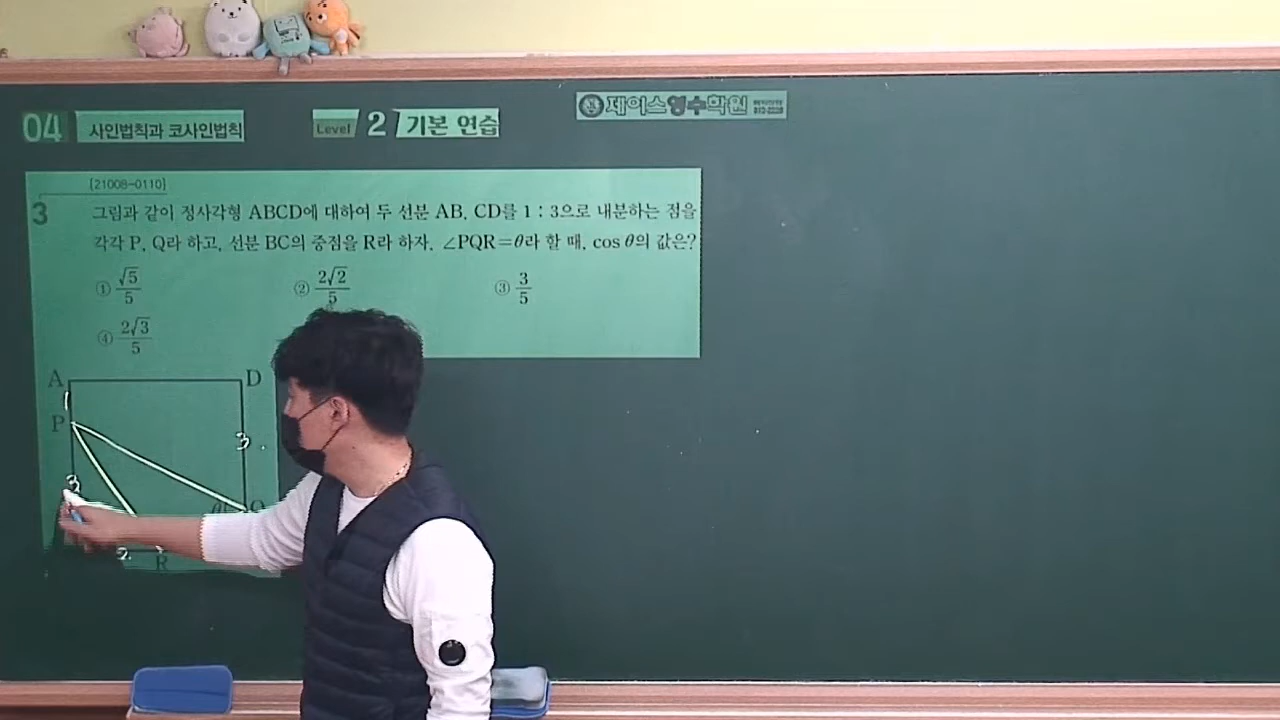 제이스영수학원
04 사인법칙과 코사인법칙 Level 2 기본 연습
[21008-0110]
3 그림과 같이 정사각형 ABCD에 대하여 두 선분 AB, CD를 1 : 3으로 내분하는 점을
각각 P, Q라 하고, 선분 BC의 중점을 R라 하자. ∠PQR=θ라 할 때, cos θ의 값은?
① √5/5 ② 2√2/5 ③ 3/5
④ 2√3/5
A D
1
P
3
3
θ Q
2 R